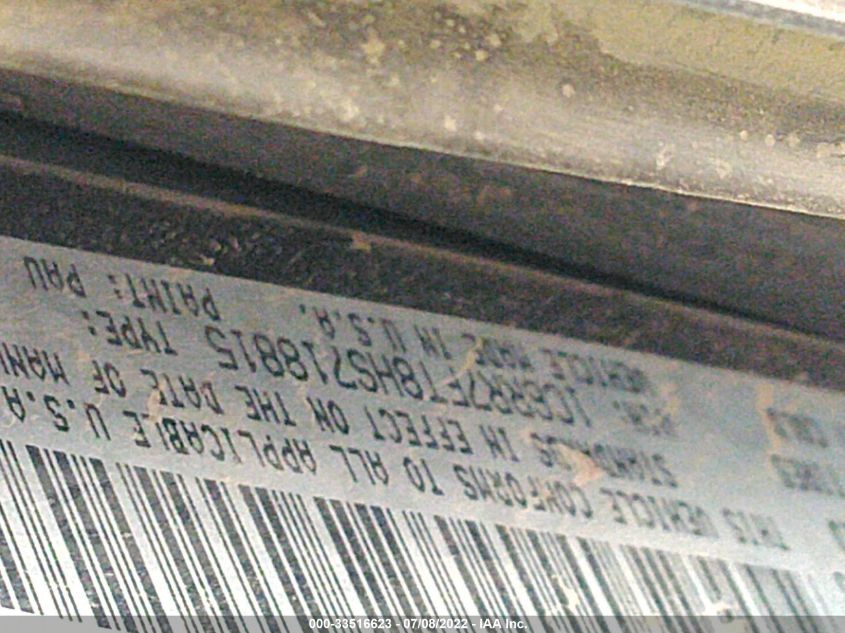 THIS VEHICLE CONFORMS TO ALL APPLICABLE U.S.A
STANDARDS IN EFFECT ON THE DATE OF MANU
1C6RR7FT8HS718815 TYPE:
VEHICLE MADE IN U.S.A. PAINT: PAU
000-33516623 - 07/08/2022 - IAA Inc.